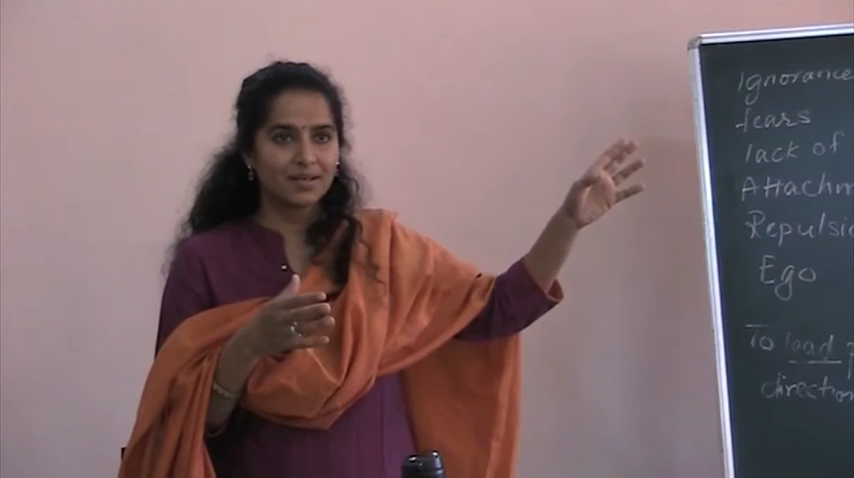 Ignorance
fears
lack of
Attachm
Repulsi
Ego
To lead
direction